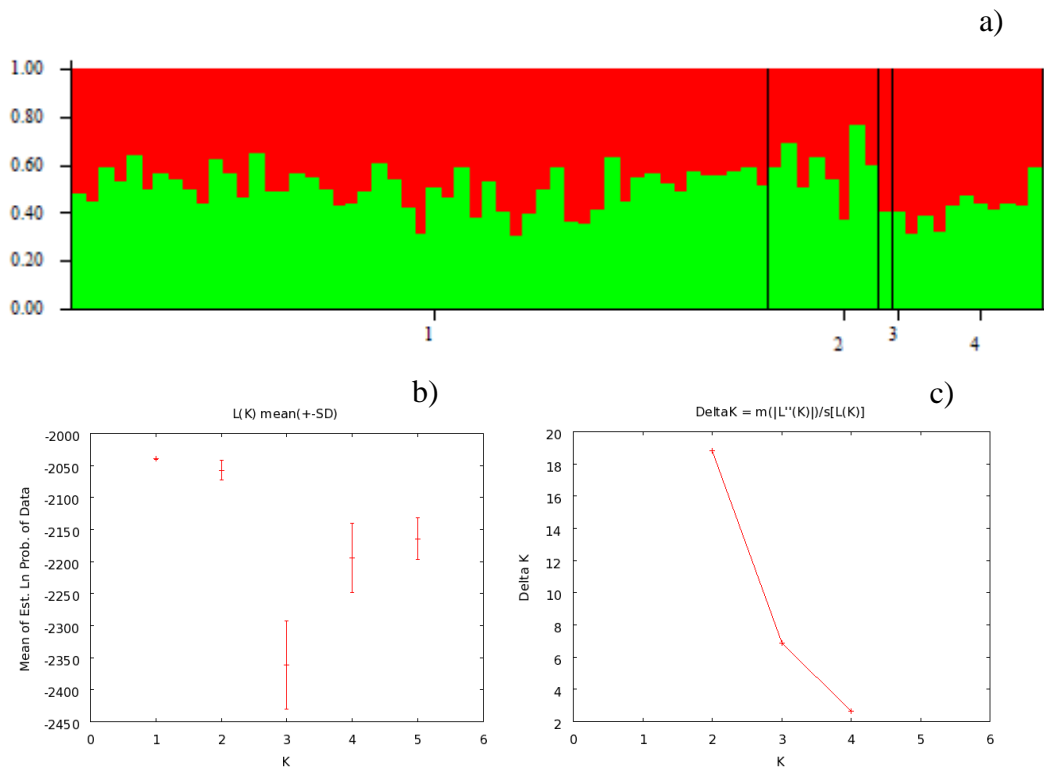 a)
1.00
0.80
0.60
0.40
0.20
0.00
1
2
3
4
b)
L(K) mean(+-SD)
Mean of Est. Ln Prob. of Data
-2000
-2050
-2100
-2150
-2200
-2250
-2300
-2350
-2400
-2450
0 1 2 3 4 5 6
K
c)
DeltaK = m(|L''(K)|)/s[L(K)]
Delta K
20
18
16
14
12
10
8
6
4
2
0 1 2 3 4 5 6
K